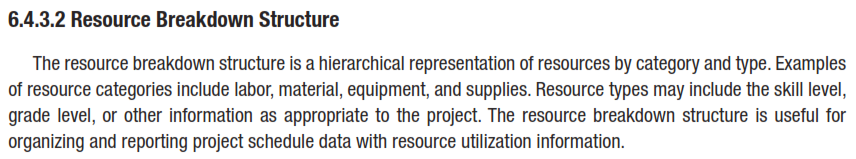 6.4.3.2 Resource Breakdown Structure
The resource breakdown structure is a hierarchical representation of resources by category and type. Examples
of resource categories include labor, material, equipment, and supplies. Resource types may include the skill level,
grade level, or other information as appropriate to the project. The resource breakdown structure is useful for
organizing and reporting project schedule data with resource utilization information.